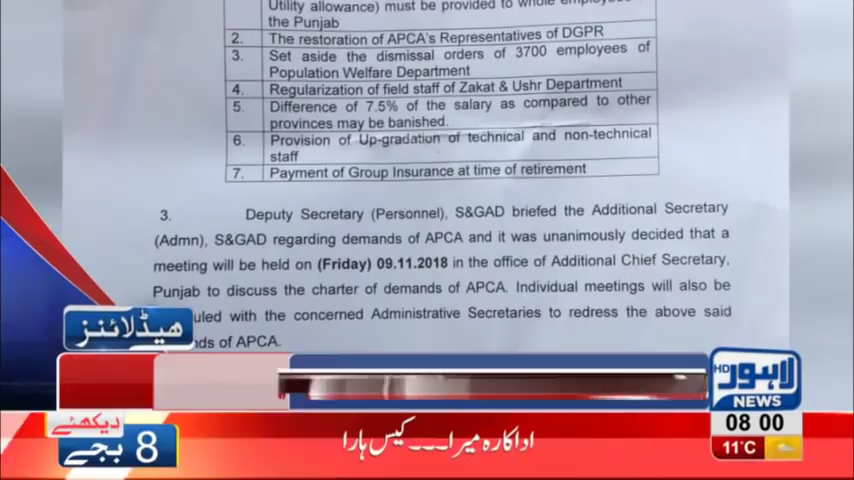 Utility allowance) must be provided to whole employees
the Punjab
2. The restoration of APCA's Representatives of DGPR
3. Set aside the dismissal orders of 3700 employees of
Population Welfare Department
4. Regularization of field staff of Zakat & Ushr Department
5. Difference of 7.5% of the salary as compared to other
provinces may be banished.
6. Provision of Up-gradation of technical and non-technical
staff
7. Payment of Group Insurance at time of retirement
3. Deputy Secretary (Personnel), S&GAD briefed the Additional Secretary
(Admn), S&GAD regarding demands of APCA and it was unanimously decided that a
meeting will be held on (Friday) 09.11.2018 in the office of Additional Chief Secretary,
Punjab to discuss the charter of demands of APCA. Individual meetings will also be
uled with the concerned Administrative Secretaries to redress the above said
nds of APCA.
ہیڈلائنز
لاہور HD
NEWS
08 00
11°C
دیکھئے
8 بجے
اداکارہ میرا۔۔۔کیس ہارا